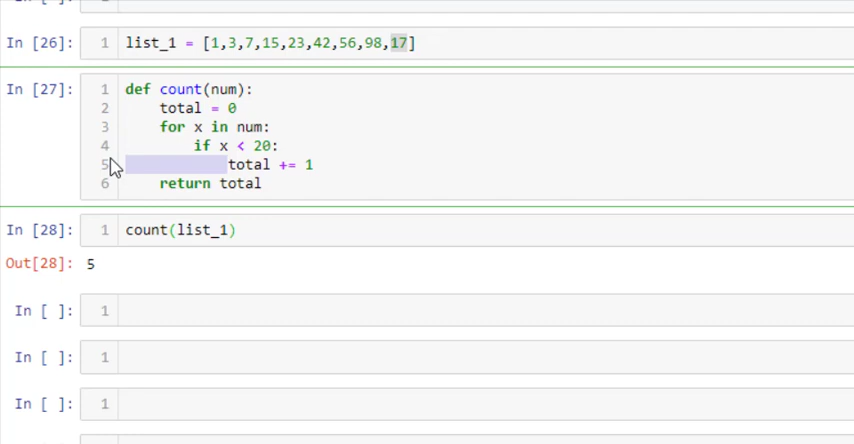 In [26]: 1 list_1 = [1,3,7,15,23,42,56,98,17]
In [27]: 1 def count(num):
2     total = 0
3     for x in num:
4         if x < 20:
5             total += 1
6     return total
In [28]: 1 count(list_1)
Out[28]: 5
In [ ]: 1
In [ ]: 1
In [ ]: 1